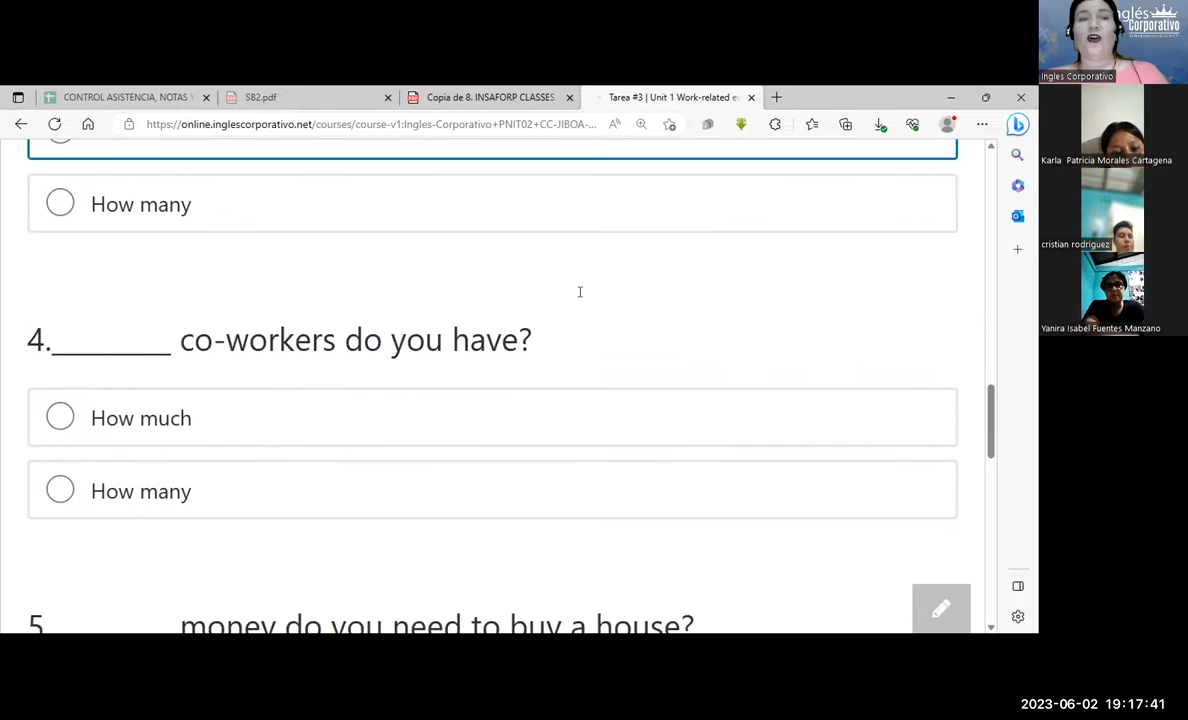 CONTROL ASISTENCIA, NOTAS
SB2.pdf
Copia de 8. INSAFORP CLASSES
Tarea #3 | Unit 1 Work-related e
https://online.inglescorporativo.net/courses/course-v1:Ingles-Corporativo+PNIT02+CC-JIBOA-...
How many
4.________ co-workers do you have?
How much
How many
5.________ money do you need to buy a house?
nglés
Corporativo
Ingles Corporativo
Karla Patricia Morales Cartagena
cristian rodriguez
Yanira Isabel Fuentes Manzano
2023-06-02 19:17:41